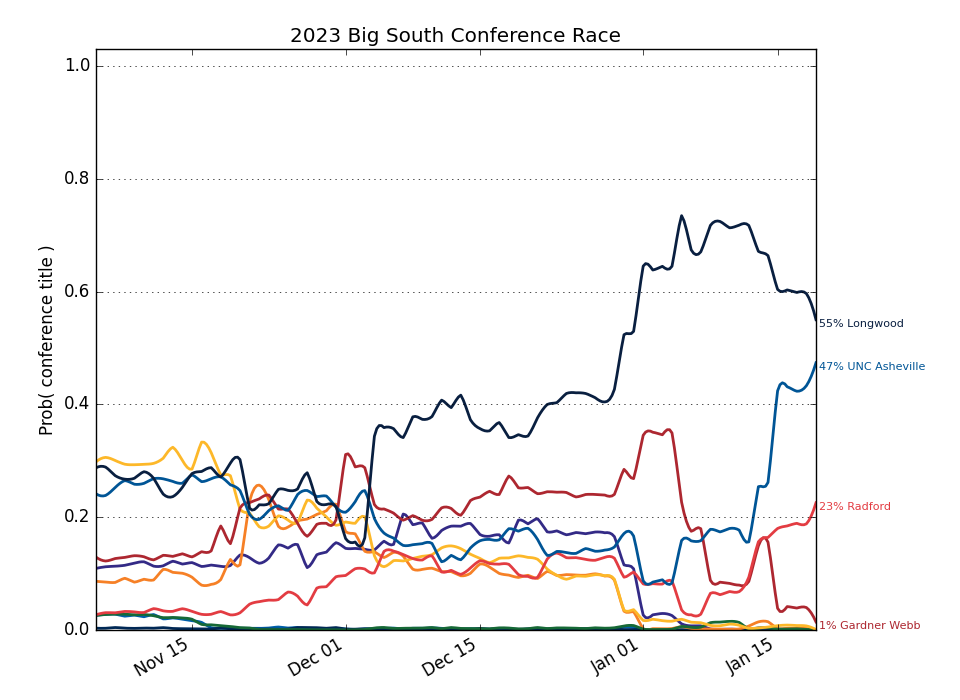 2023 Big South Conference Race
Prob( conference title )
1.0
0.8
0.6
0.4
0.2
0.0
Nov 15
Dec 01
Dec 15
Jan 01
Jan 15
55% Longwood
47% UNC Asheville
23% Radford
1% Gardner Webb